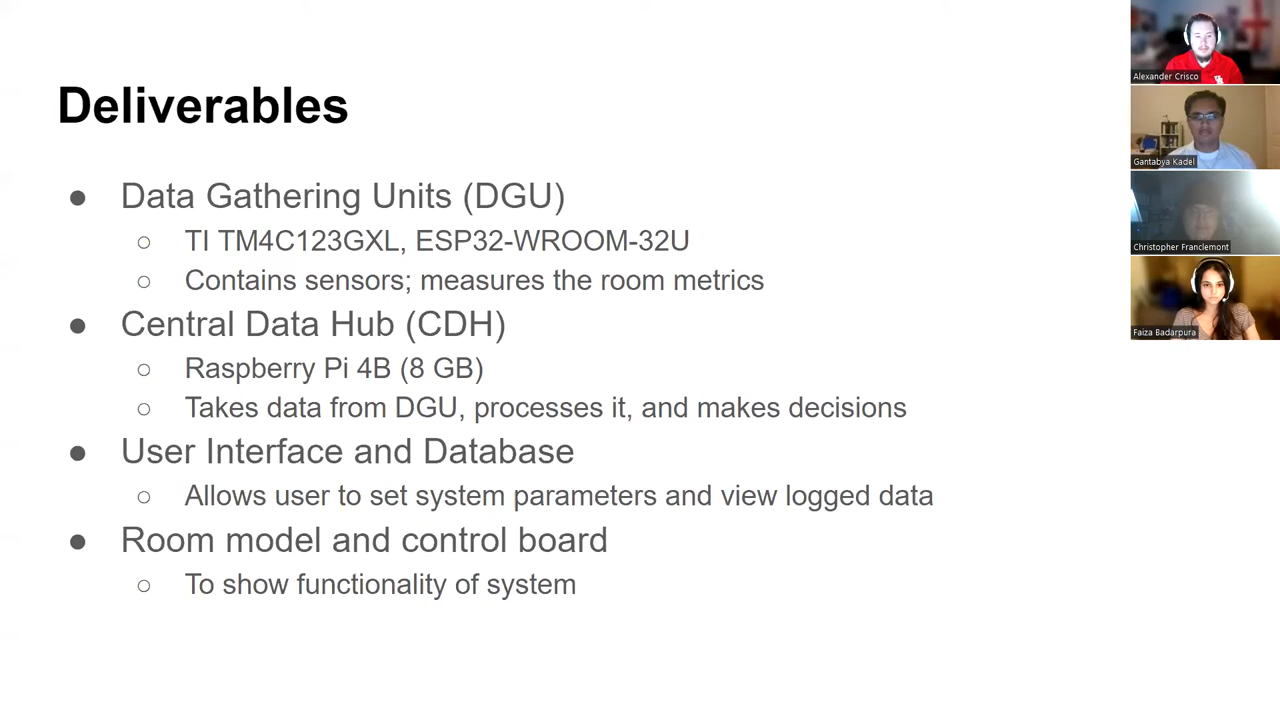 Deliverables
● Data Gathering Units (DGU)
○ TI TM4C123GXL, ESP32-WROOM-32U
○ Contains sensors; measures the room metrics
● Central Data Hub (CDH)
○ Raspberry Pi 4B (8 GB)
○ Takes data from DGU, processes it, and makes decisions
● User Interface and Database
○ Allows user to set system parameters and view logged data
● Room model and control board
○ To show functionality of system
Alexander Crisco
Gantabya Kadel
Christopher Franclemont
Faiza Badarpura